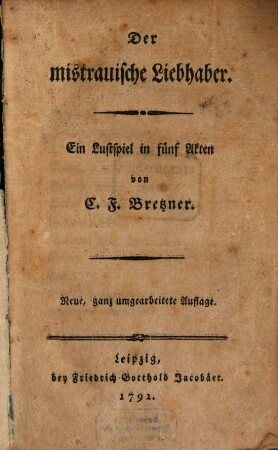 Der
mistrauische Liebhaber.
Ein Lustspiel in fünf Akten
von
C. F. Bretzner.
Neue, ganz umgearbeitete Auflage.
Leipzig,
bey Friedrich Gotthold Jacobäer.
1792.